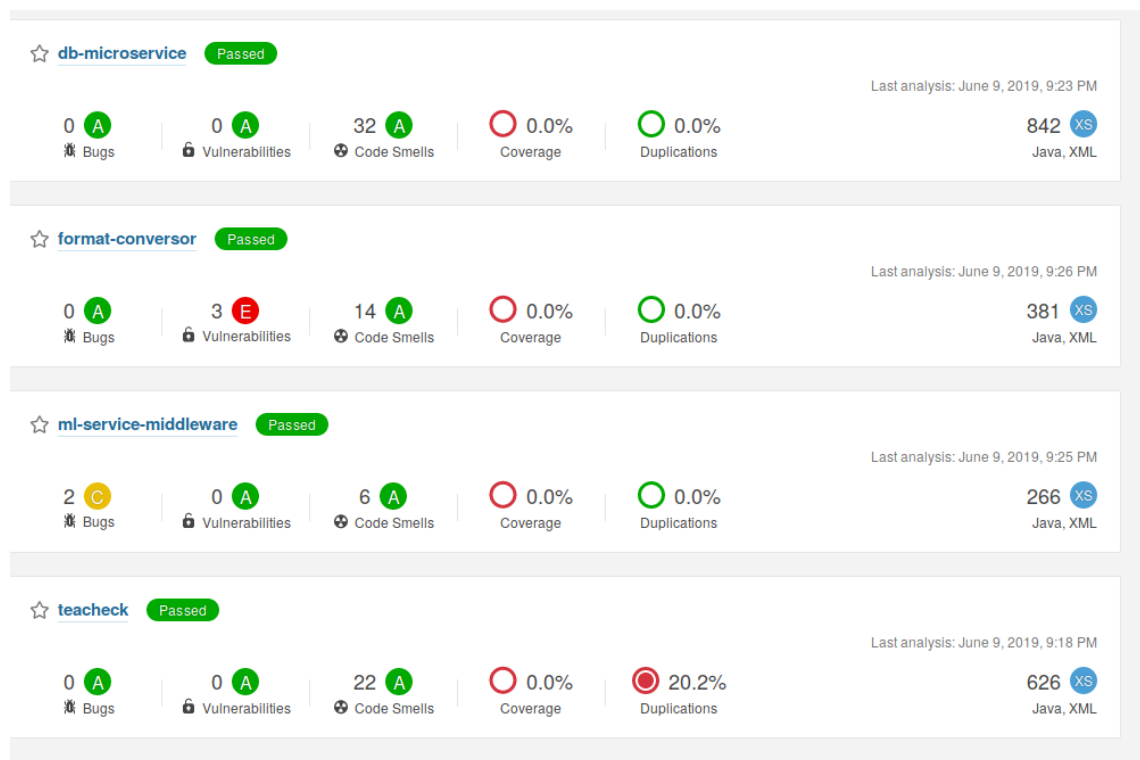 db-microservice Passed
Last analysis: June 9, 2019, 9:23 PM
0 A 0 A 32 A 0.0% 0.0% 842 XS
Bugs Vulnerabilities Code Smells Coverage Duplications Java, XML
format-conversor Passed
Last analysis: June 9, 2019, 9:26 PM
0 A 3 E 14 A 0.0% 0.0% 381 XS
Bugs Vulnerabilities Code Smells Coverage Duplications Java, XML
ml-service-middleware Passed
Last analysis: June 9, 2019, 9:25 PM
2 C 0 A 6 A 0.0% 0.0% 266 XS
Bugs Vulnerabilities Code Smells Coverage Duplications Java, XML
teacheck Passed
Last analysis: June 9, 2019, 9:18 PM
0 A 0 A 22 A 0.0% 20.2% 626 XS
Bugs Vulnerabilities Code Smells Coverage Duplications Java, XML